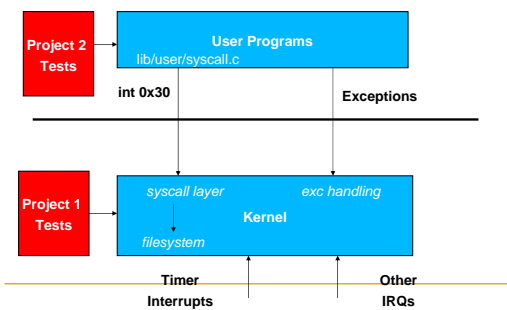 Project 2
Tests
User Programs
lib/user/syscall.c
int 0x30
Exceptions
Project 1
Tests
syscall layer
exc handling
Kernel
filesystem
Timer
Interrupts
Other
IRQs